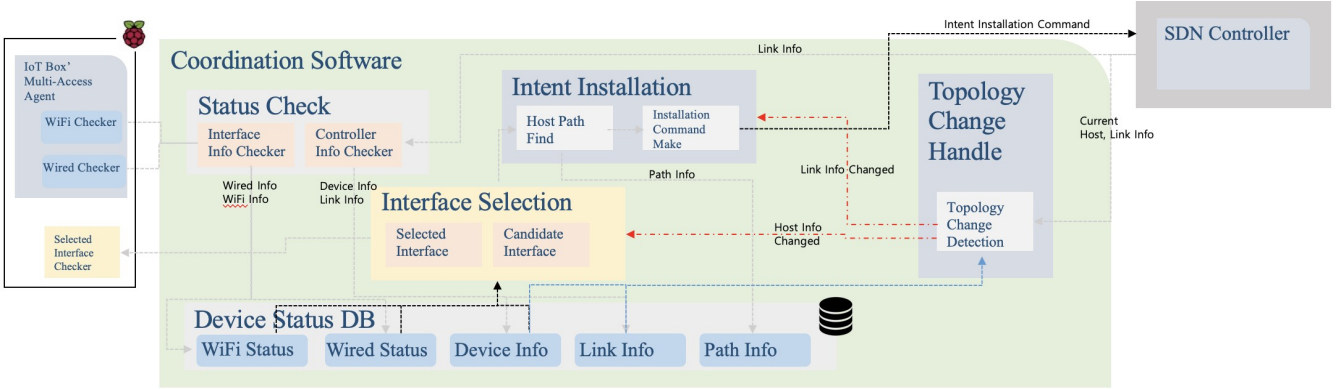 Intent Installation Command
SDN Controller
IoT Box’
Multi-Access
Agent
WiFi Checker
Wired Checker
Selected
Interface
Checker
Coordination Software
Link Info
Status Check
Interface
Info Checker
Controller
Info Checker
Intent Installation
Host Path
Find
Installation
Command
Make
Topology
Change
Handle
Current
Host, Link Info
Wired Info
WiFi Info
Device Info
Link Info
Path Info
Link Info Changed
Interface Selection
Selected
Interface
Candidate
Interface
Host Info
Changed
Topology
Change
Detection
Device Status DB
WiFi Status
Wired Status
Device Info
Link Info
Path Info